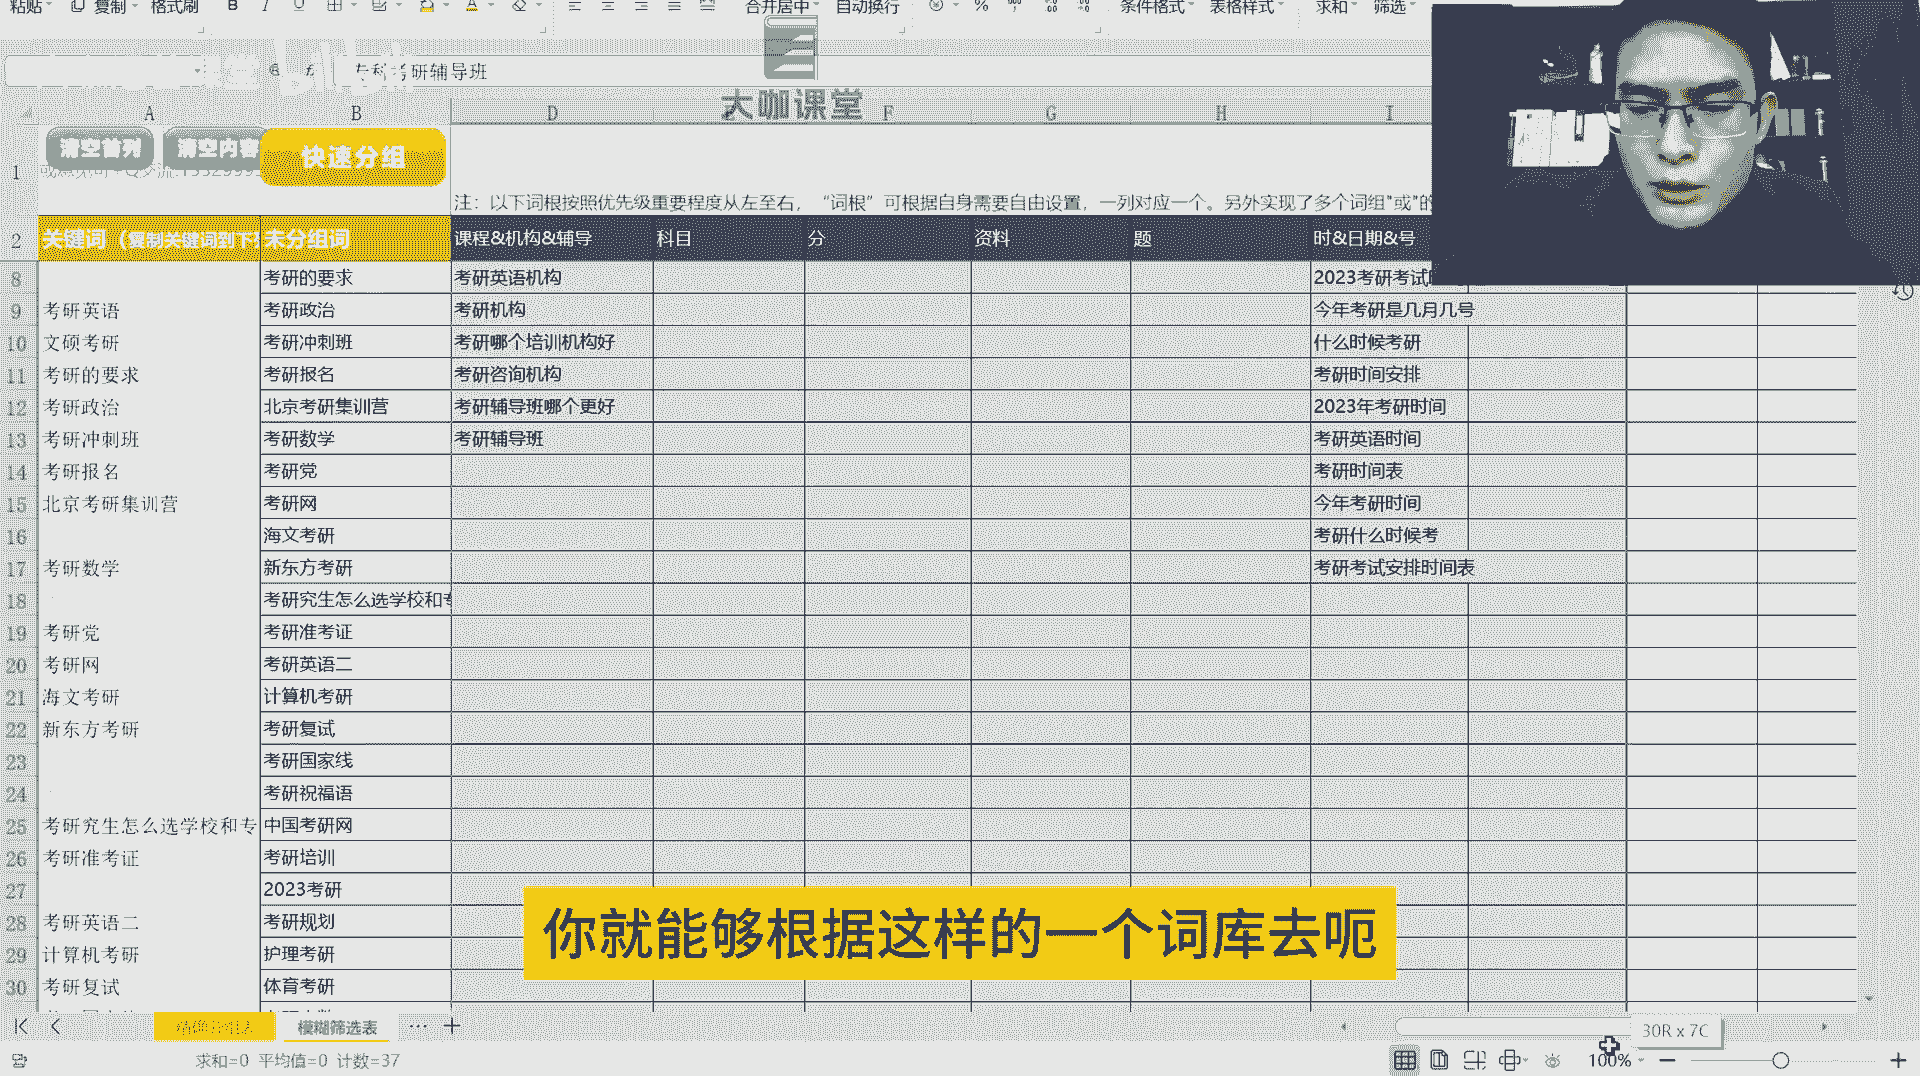 粘贴 复制 格式刷 B I U 合并居中 自动换行 % 条件格式 表格样式 求和 筛选
专科考研辅导班
大咖课堂
A B D F G H I
清空首列 清空内容 快速分组
1
注：以下词根按照优先级重要程度从左至右， “词根”可根据自身需要自由设置，一列对应一个。另外实现了多个词组"或"的
2 关键词（复制关键词到下 未分组词 课程&机构&辅导 科目 分 资料 题 时&日期&号
8 考研的要求 考研英语机构 2023考研考试
9 考研英语 考研政治 考研机构 今年考研是几月几号
10 文硕考研 考研冲刺班 考研哪个培训机构好 什么时候考研
11 考研的要求 考研报名 考研咨询机构 考研时间安排
12 考研政治 北京考研集训营 考研辅导班哪个更好 2023年考研时间
13 考研冲刺班 考研数学 考研辅导班 考研英语时间
14 考研报名 考研党 考研时间表
15 北京考研集训营 考研网 今年考研时间
16 海文考研 考研什么时候考
17 考研数学 新东方考研 考研考试安排时间表
18 考研究生怎么选学校和专
19 考研党 考研准考证
20 考研网 考研英语二
21 海文考研 计算机考研
22 新东方考研 考研复试
23 考研国家线
24 考研祝福语
25 考研究生怎么选学校和专 中国考研网
26 考研准考证 考研培训
27 2023考研
28 考研英语二 考研规划
29 计算机考研 护理考研
30 考研复试 体育考研
你就能够根据这样的一个词库去呃
模糊筛选表 ... +
30R x 7C
求和=0 平均值=0 计数=37
100%